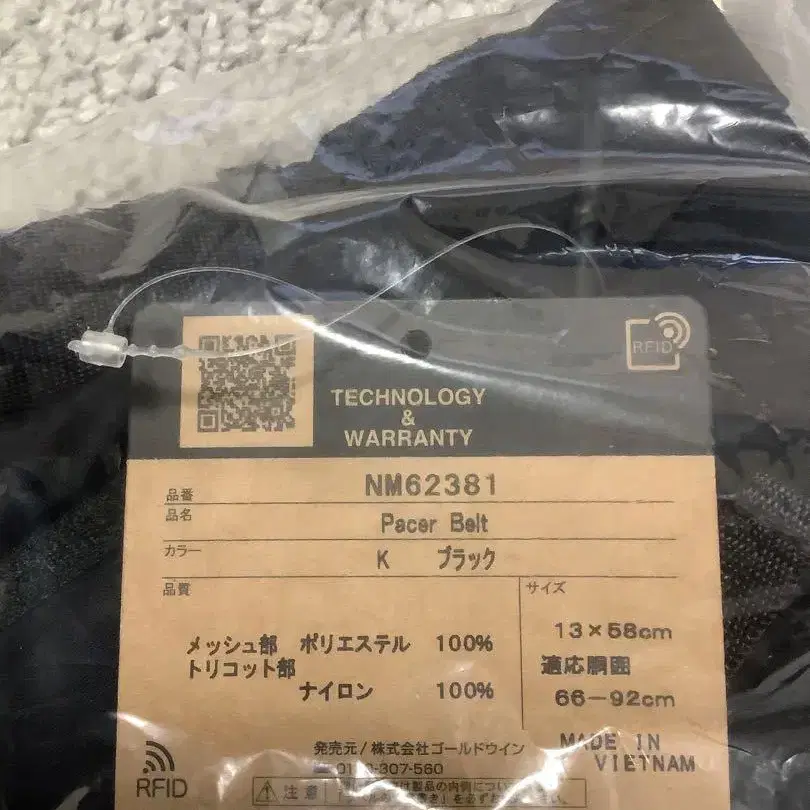 RFID
TECHNOLOGY
&
WARRANTY
品番 NM62381
品名 Pacer Belt
カラー K ブラック
品質
メッシュ部 ポリエステル 100%
トリコット部
ナイロン 100%
サイズ
13×58cm
適応胴囲
66-92cm
発売元/株式会社ゴールドウイン
307-560
MADE IN
VIETNAM
RFID
注意